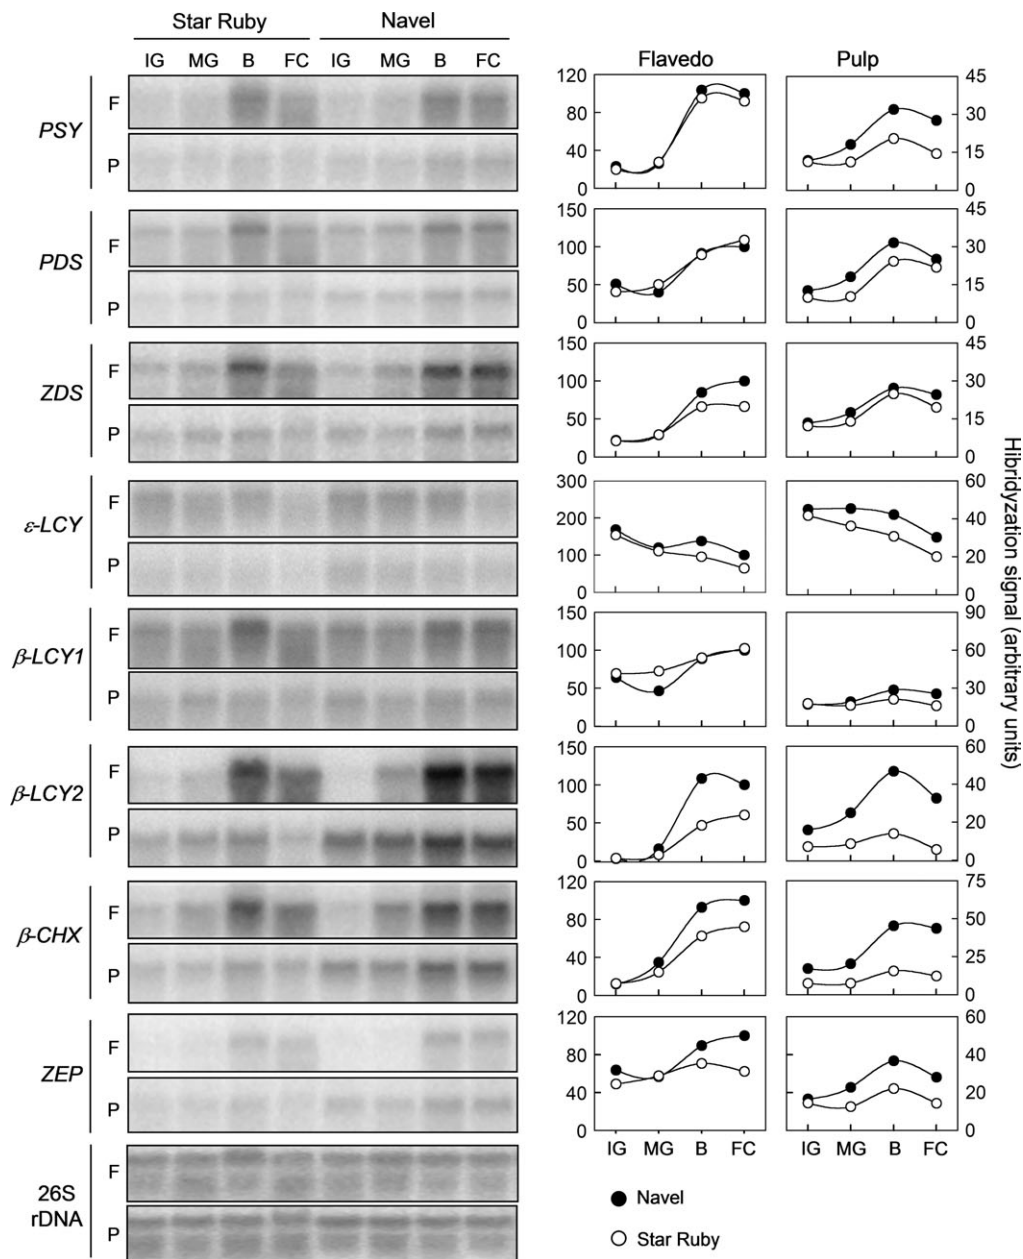 Star Ruby Navel
IG MG B FC IG MG B FC
Flavedo Pulp
PSY F P
120 80 40 0
45 30 15 0
PDS F P
150 100 50 0
45 30 15 0
ZDS F P
150 100 50 0
45 30 15 0
ε-LCY F P
300 200 100 0
60 40 20 0
β-LCY1 F P
150 100 50 0
90 60 30 0
β-LCY2 F P
150 100 50 0
60 40 20 0
β-CHX F P
120 80 40 0
75 50 25 0
ZEP F P
120 80 40 0
60 40 20 0
IG MG B FC IG MG B FC
26S rDNA F P
Navel
Star Ruby
Hibridyzation signal (arbitrary units)